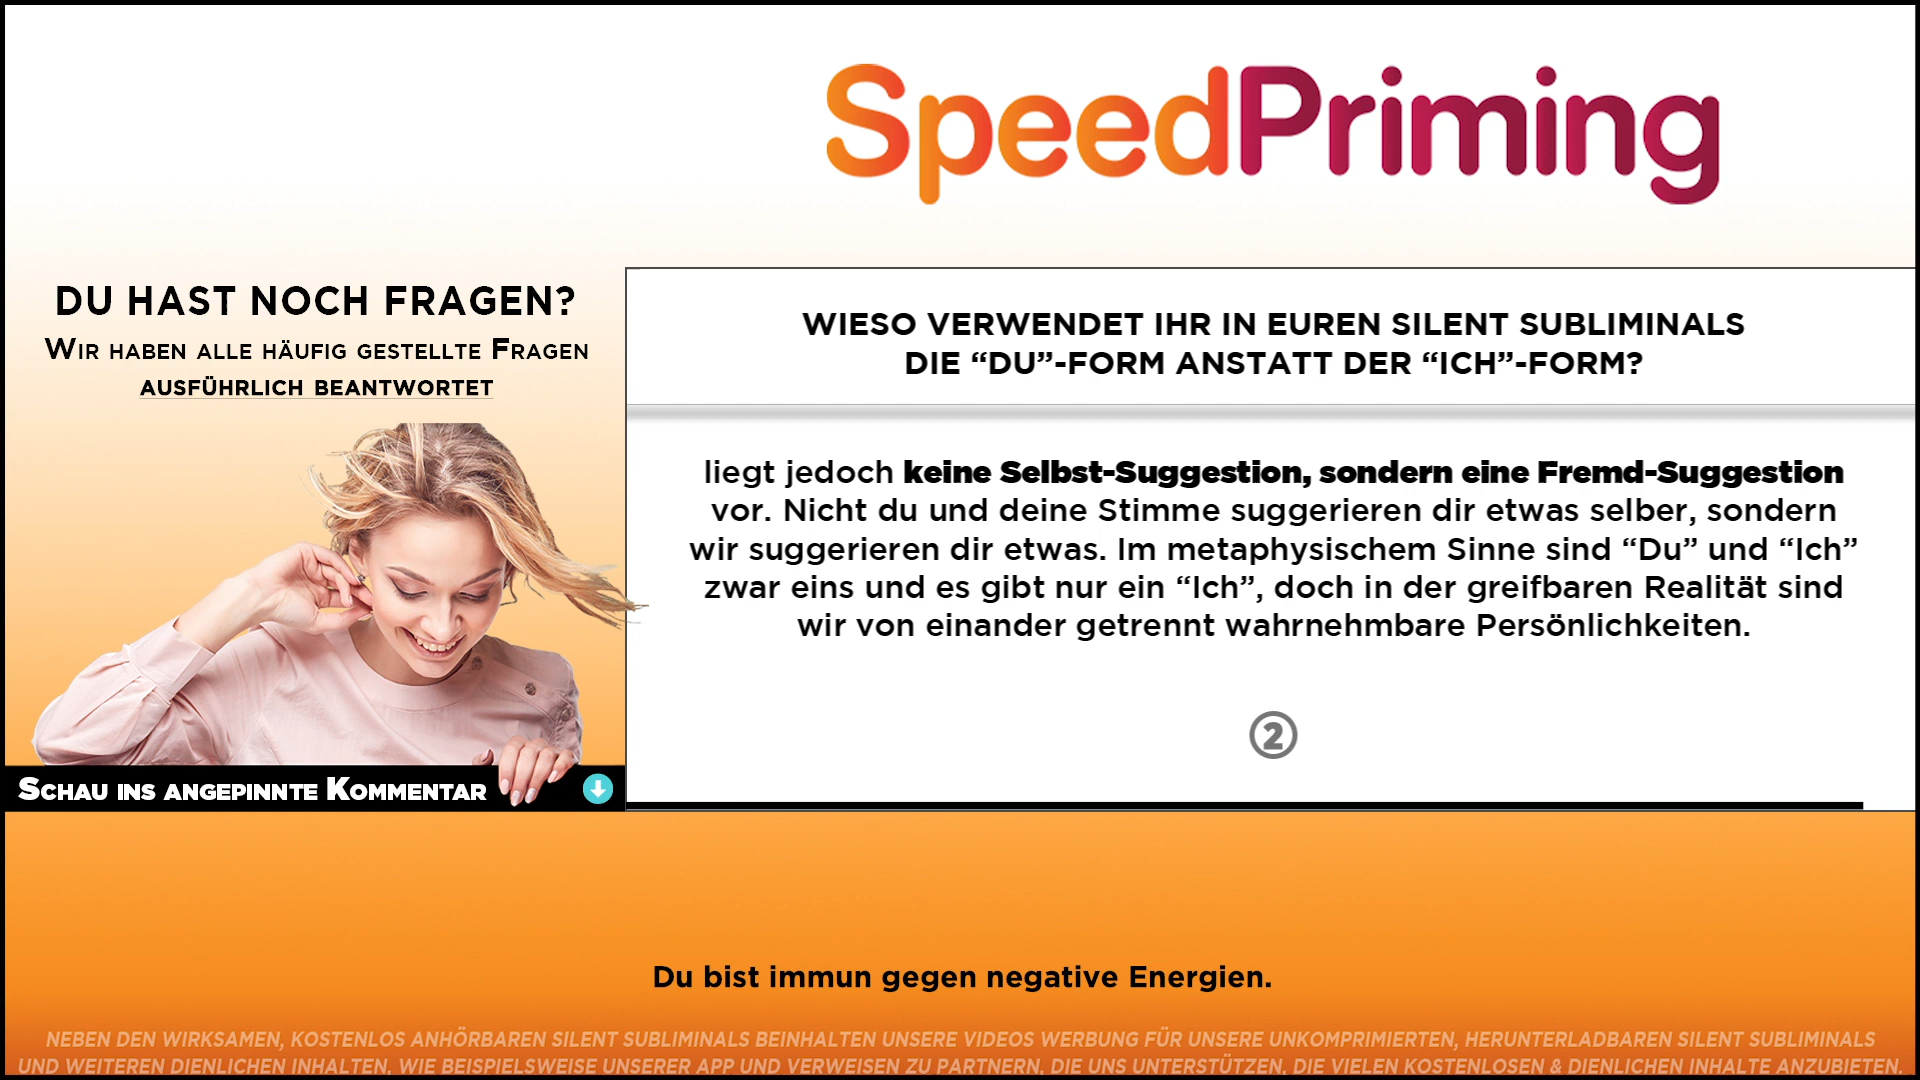 SpeedPriming
DU HAST NOCH FRAGEN?
WIR HABEN ALLE HÄUFIG GESTELLTE FRAGEN
AUSFÜHRLICH BEANTWORTET
WIESO VERWENDET IHR IN EUREN SILENT SUBLIMINALS
DIE “DU”-FORM ANSTATT DER “ICH”-FORM?
liegt jedoch keine Selbst-Suggestion, sondern eine Fremd-Suggestion
vor. Nicht du und deine Stimme suggerieren dir etwas selber, sondern
wir suggerieren dir etwas. Im metaphysischem Sinne sind “Du” und “Ich”
zwar eins und es gibt nur ein “Ich”, doch in der greifbaren Realität sind
wir von einander getrennt wahrnehmbare Persönlichkeiten.
2
SCHAU INS ANGEPINNTE KOMMENTAR
Du bist immun gegen negative Energien.
NEBEN DEN WIRKSAMEN, KOSTENLOS ANHÖRBAREN SILENT SUBLIMINALS BEINHALTEN UNSERE VIDEOS WERBUNG FÜR UNSERE UNKOMPRIMIERTEN, HERUNTERLADBAREN SILENT SUBLIMINALS
UND WEITEREN DIENLICHEN INHALTEN, WIE BEISPIELSWEISE UNSERER APP UND VERWEISEN ZU PARTNERN, DIE UNS UNTERSTÜTZEN, DIE VIELEN KOSTENLOSEN & DIENLICHEN INHALTE ANZUBIETEN.